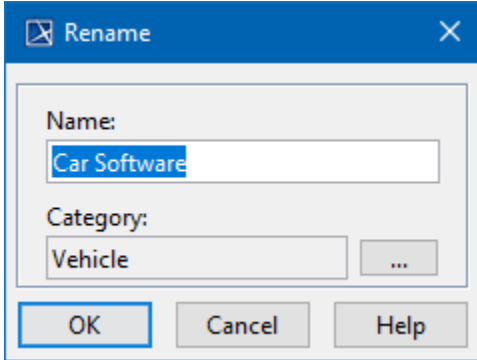 Rename
Name:
Car Software
Category:
Vehicle
...
OK Cancel Help